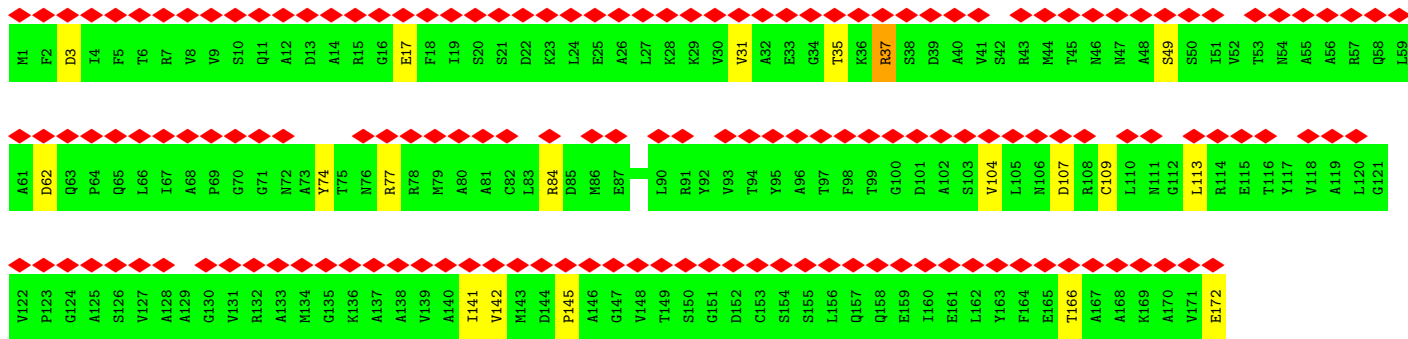 M1 F2 D3 I4 F5 T6 R7 V8 V9 S10 Q11 A12 D13 A14 R15 G16 E17 F18 I19 S20 S21 D22 K23 L24 E25 A26 L27 K28 K29 V30 V31 A32 E33 G34 T35 K36 R37 S38 D39 A40 V41 S42 R43 M44 T45 N46 N47 A48 S49 S50 I51 V52 T53 N54 A55 A56 R57 Q58 L59
A61 D62 Q63 P64 Q65 L66 I67 A68 P69 G70 G71 N72 A73 Y74 T75 N76 R77 R78 M79 A80 A81 C82 L83 R84 D85 M86 E87 L90 R91 Y92 V93 T94 Y95 A96 T97 F98 T99 G100 D101 A102 S103 V104 L105 N106 D107 R108 C109 L110 N111 G112 L113 R114 E115 T116 Y117 V118 A119 L120 G121
V122 P123 G124 A125 S126 V127 A128 A129 G130 V131 R132 A133 M134 G135 K136 A137 A138 V139 A140 I141 V142 M143 D144 P145 A146 G147 V148 T149 S150 G151 D152 C153 S154 S155 L156 Q157 Q158 E159 I160 E161 L162 Y163 F164 E165 T166 A167 A168 K169 A170 V171 E172